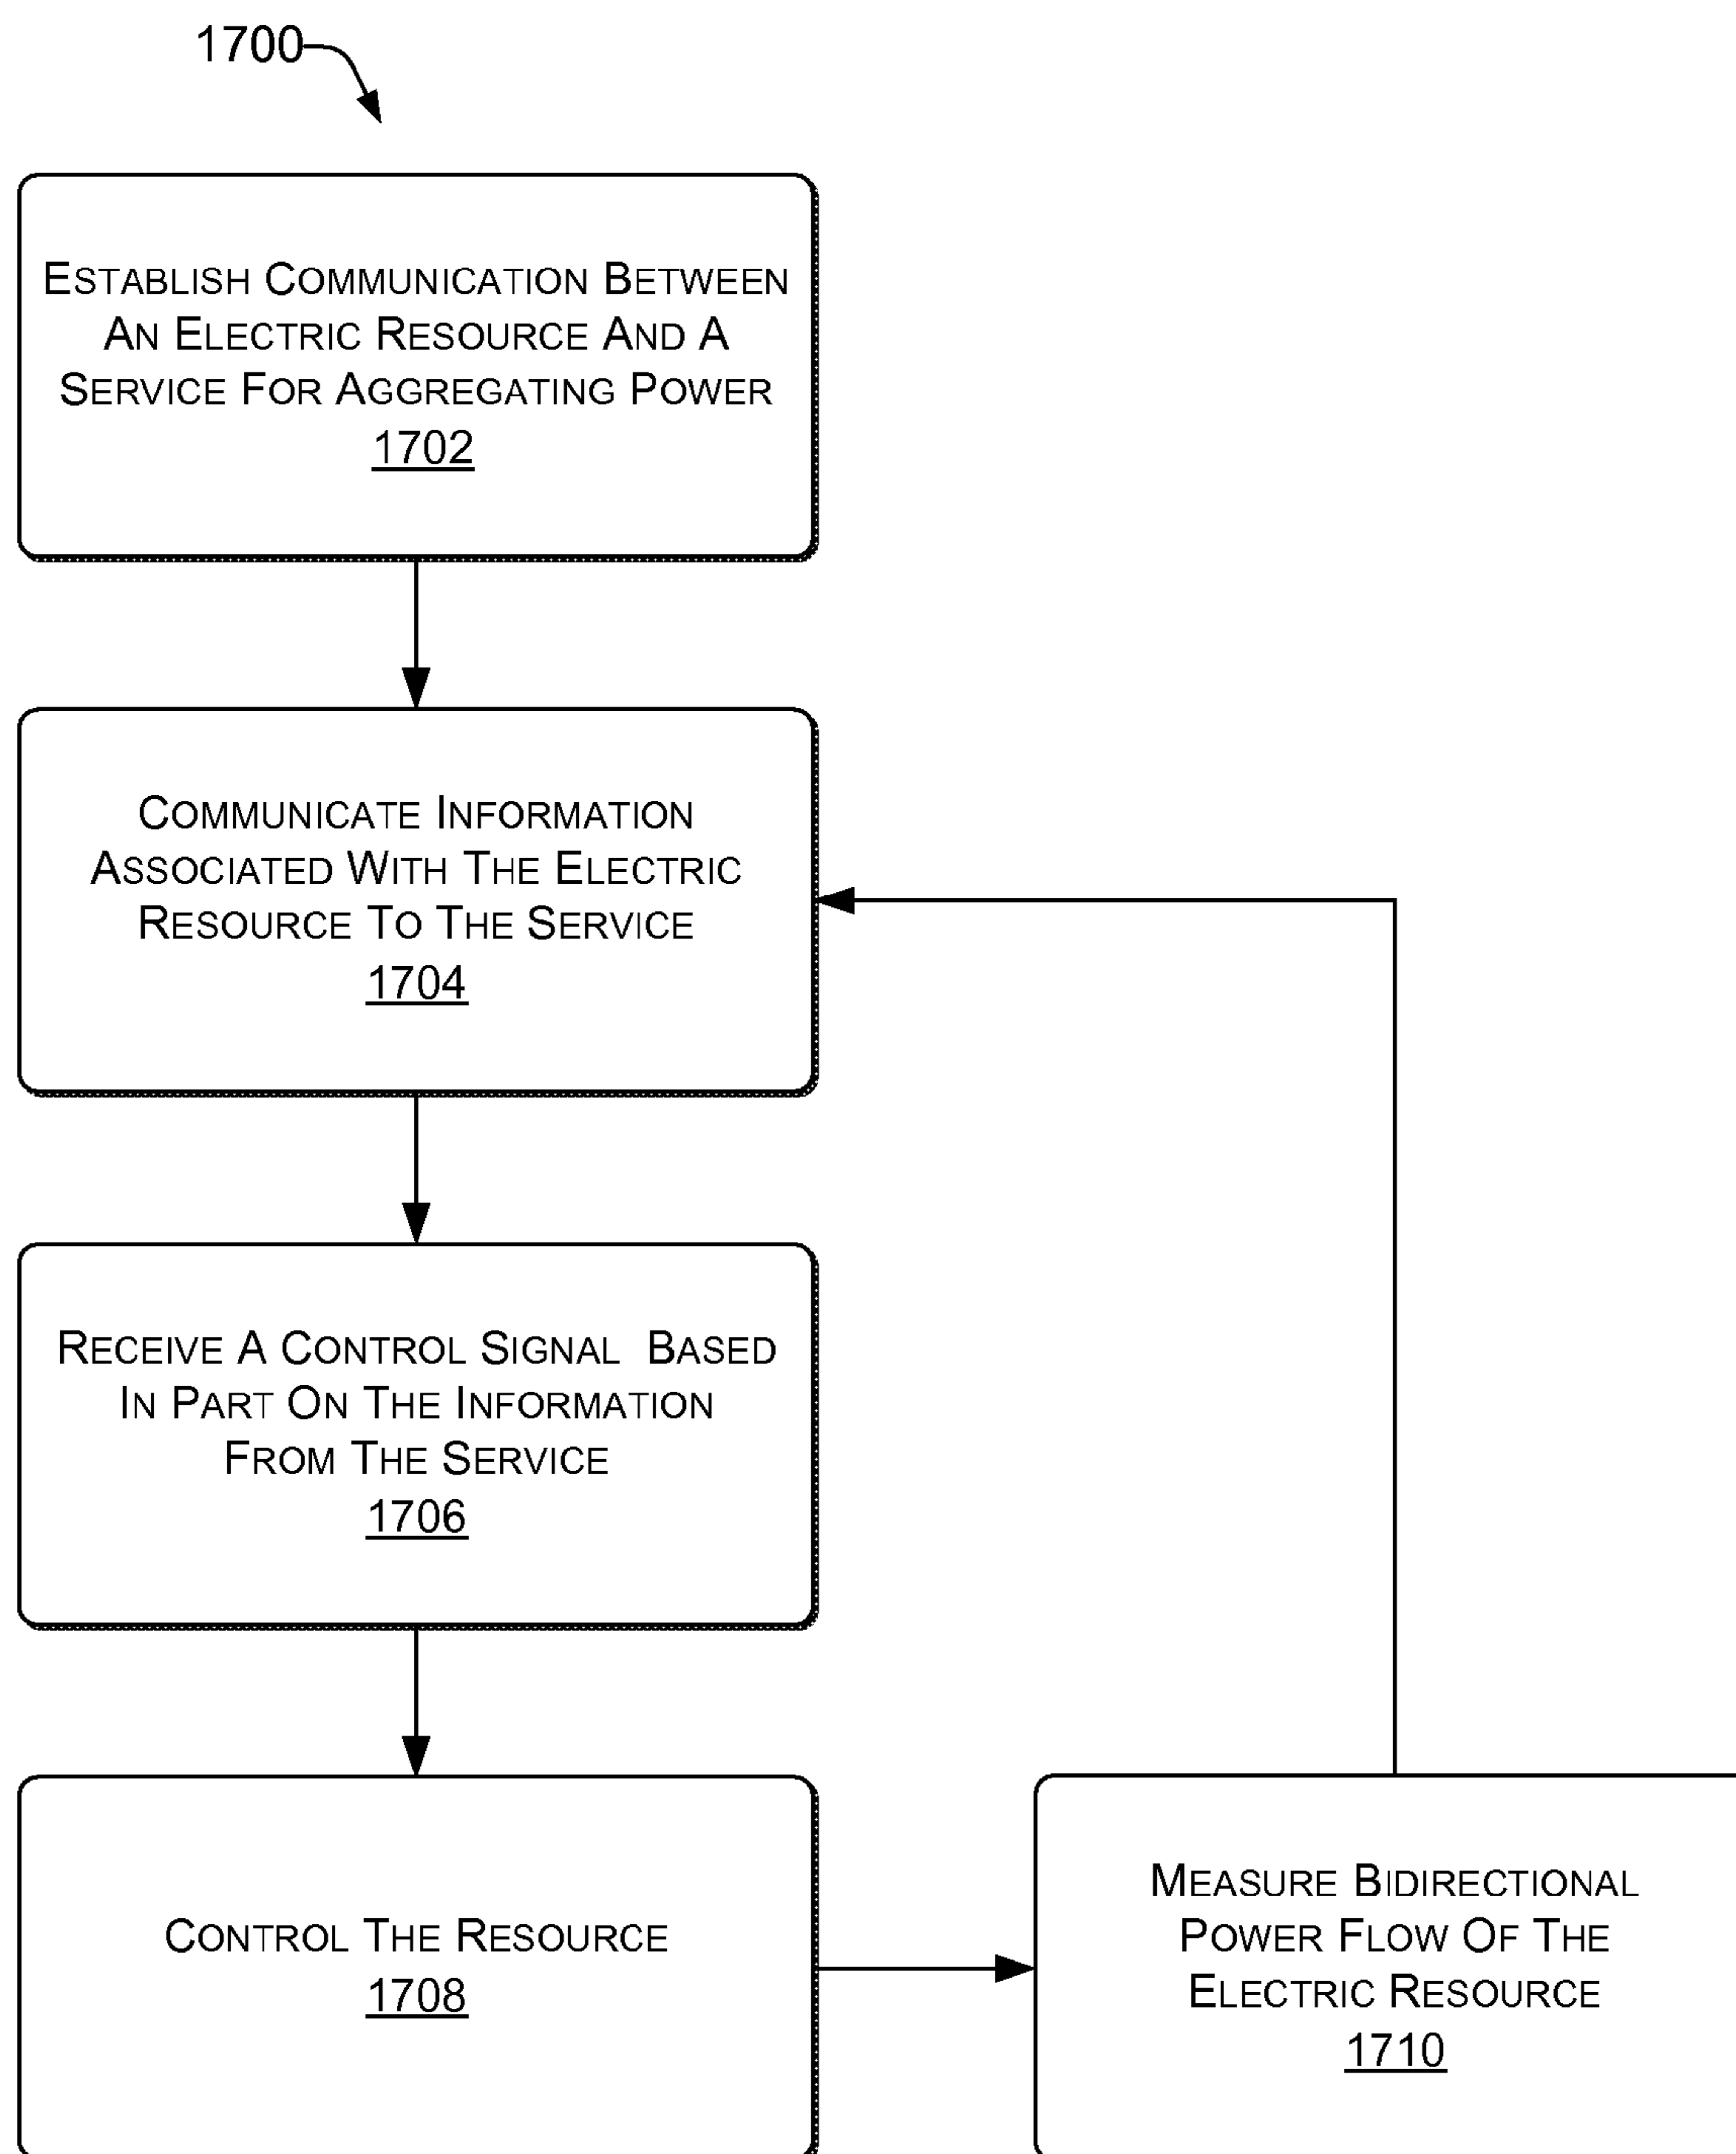 1700
ESTABLISH COMMUNICATION BETWEEN
AN ELECTRIC RESOURCE AND A
SERVICE FOR AGGREGATING POWER
1702
COMMUNICATE INFORMATION
ASSOCIATED WITH THE ELECTRIC
RESOURCE TO THE SERVICE
1704
RECEIVE A CONTROL SIGNAL BASED
IN PART ON THE INFORMATION
FROM THE SERVICE
1706
CONTROL THE RESOURCE
1708
MEASURE BIDIRECTIONAL
POWER FLOW OF THE
ELECTRIC RESOURCE
1710